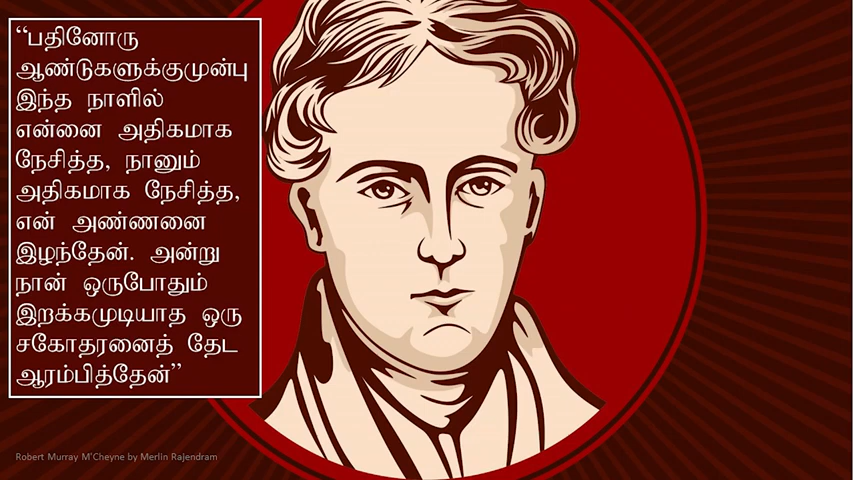 “பதினோரு
ஆண்டுகளுக்குமுன்பு
இந்த நாளில்
என்னை அதிகமாக
நேசித்த, நானும்
அதிகமாக நேசித்த,
என் அண்ணனை
இழந்தேன். அன்று
நான் ஒருபோதும்
இறக்கமுடியாத ஒரு
சகோதரனைத் தேட
ஆரம்பித்தேன்”
Robert Murray M‘Cheyne by Merlin Rajendram